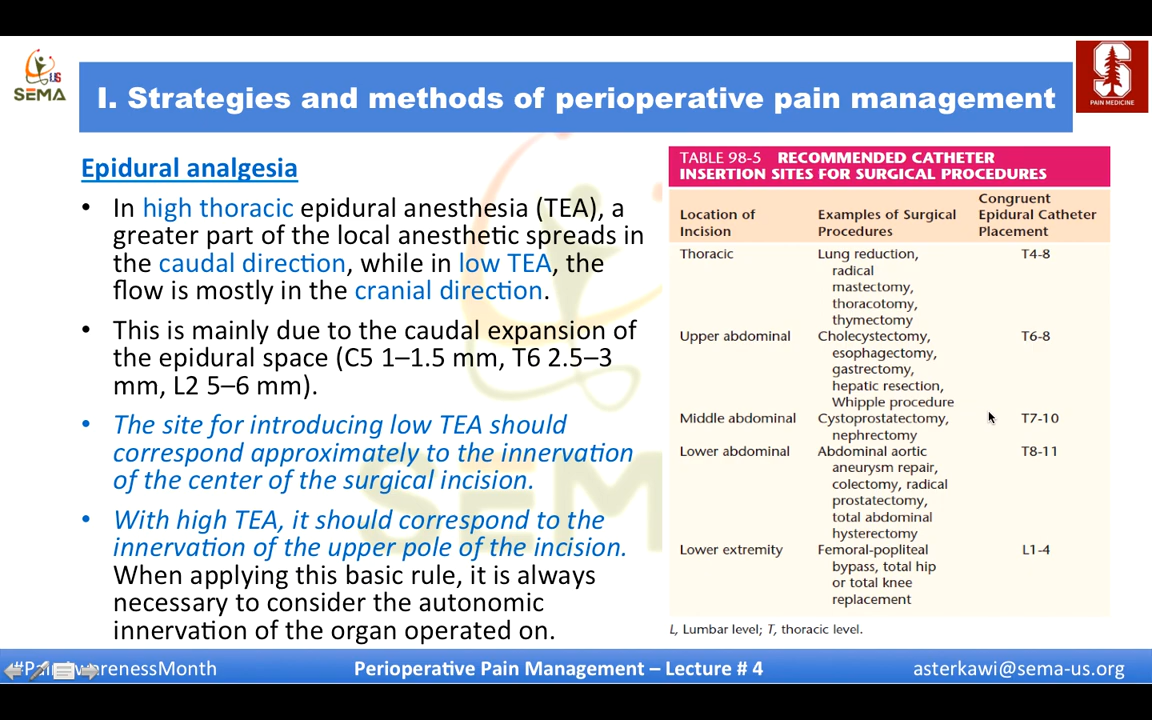 SEMA
US
I. Strategies and methods of perioperative pain management
S
PAIN MEDICINE
Epidural analgesia
• In high thoracic epidural anesthesia (TEA), a
greater part of the local anesthetic spreads in
the caudal direction, while in low TEA, the
flow is mostly in the cranial direction.
• This is mainly due to the caudal expansion of
the epidural space (C5 1–1.5 mm, T6 2.5–3
mm, L2 5–6 mm).
• The site for introducing low TEA should
correspond approximately to the innervation
of the center of the surgical incision.
• With high TEA, it should correspond to the
innervation of the upper pole of the incision.
When applying this basic rule, it is always
necessary to consider the autonomic
innervation of the organ operated on.
TABLE 98-5 RECOMMENDED CATHETER
INSERTION SITES FOR SURGICAL PROCEDURES
Location of
Incision
Examples of Surgical
Procedures
Congruent
Epidural Catheter
Placement
Thoracic
Lung reduction,
radical
mastectomy,
thoracotomy,
thymectomy
T4-8
Upper abdominal
Cholecystectomy,
esophagectomy,
gastrectomy,
hepatic resection,
Whipple procedure
T6-8
Middle abdominal
Cystoprostatectomy,
nephrectomy
T7-10
Lower abdominal
Abdominal aortic
aneurysm repair,
colectomy, radical
prostatectomy,
total abdominal
hysterectomy
T8-11
Lower extremity
Femoral-popliteal
bypass, total hip
or total knee
replacement
L1-4
L, Lumbar level; T, thoracic level.
SEM
#PainAwarenessMonth
Perioperative Pain Management – Lecture # 4
asterkawi@sema-us.org